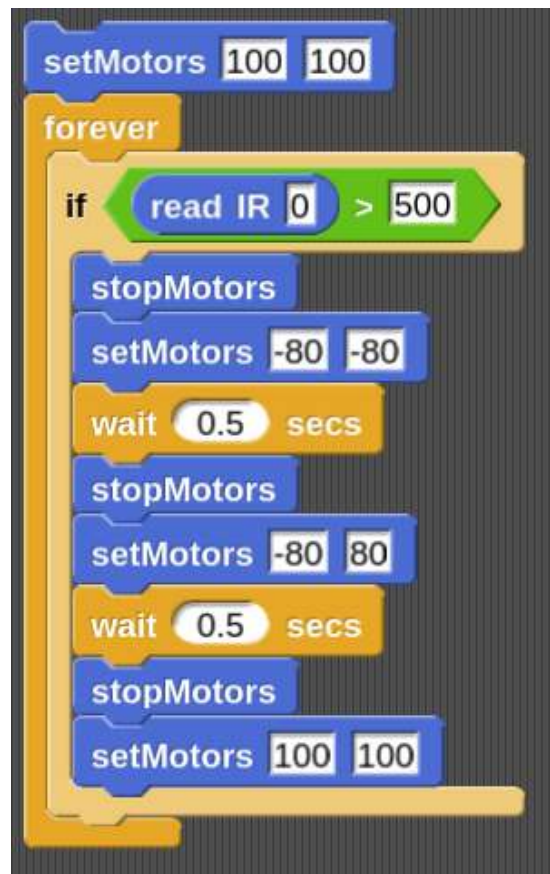 setMotors 100 100
forever
if read IR 0 > 500
stopMotors
setMotors -80 -80
wait 0.5 secs
stopMotors
setMotors -80 80
wait 0.5 secs
stopMotors
setMotors 100 100